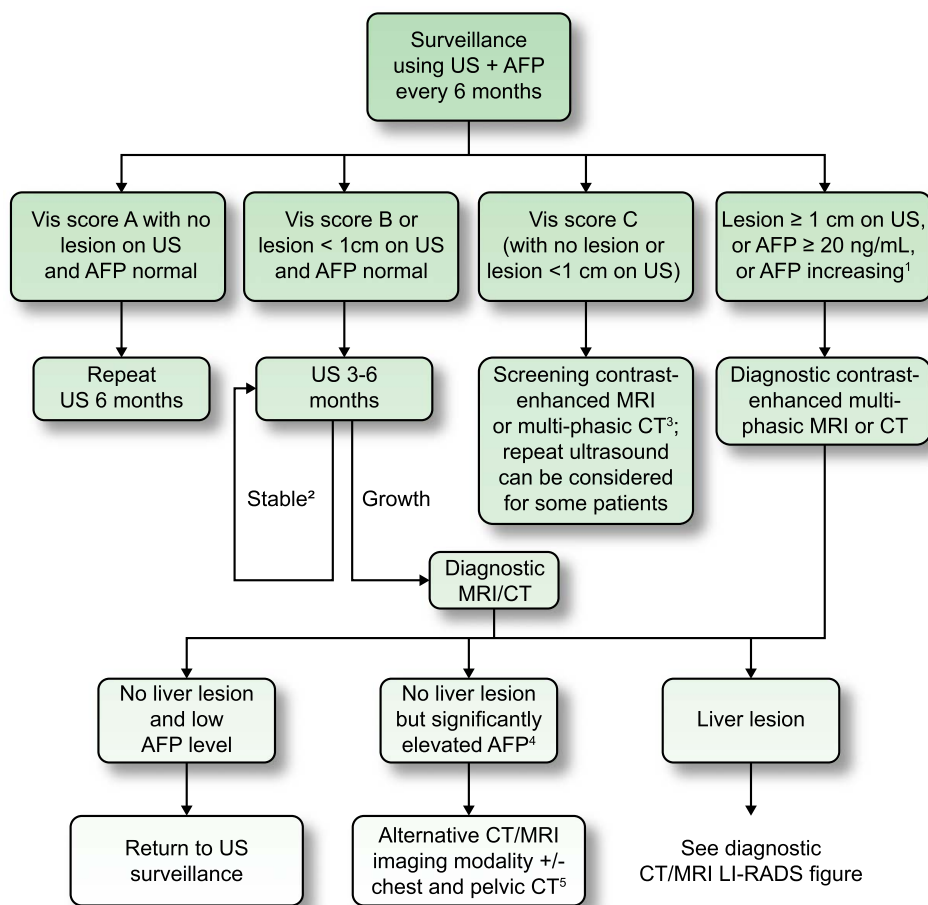 Surveillance
using US + AFP
every 6 months
Vis score A with no
lesion on US
and AFP normal
Vis score B or
lesion < 1cm on US
and AFP normal
Vis score C
(with no lesion or
lesion <1 cm on US)
Lesion ≥ 1 cm on US,
or AFP ≥ 20 ng/mL,
or AFP increasing¹
Repeat
US 6 months
US 3-6
months
Screening contrast-
enhanced MRI
or multi-phasic CT³;
repeat ultrasound
can be considered
for some patients
Diagnostic contrast-
enhanced multi-
phasic MRI or CT
Stable²
Growth
Diagnostic
MRI/CT
No liver lesion
and low
AFP level
No liver lesion
but significantly
elevated AFP⁴
Liver lesion
Return to US
surveillance
Alternative CT/MRI
imaging modality +/-
chest and pelvic CT⁵
See diagnostic
CT/MRI LI-RADS figure